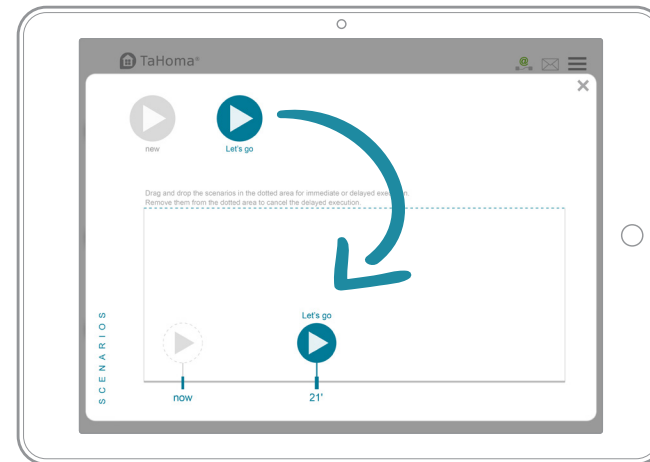 TaHoma®
new
Let's go
Drag and drop the scenarios in the dotted area for immediate or delayed execution.
Remove them from the dotted area to cancel the delayed execution.
SCENARIOS
Let's go
now
21'